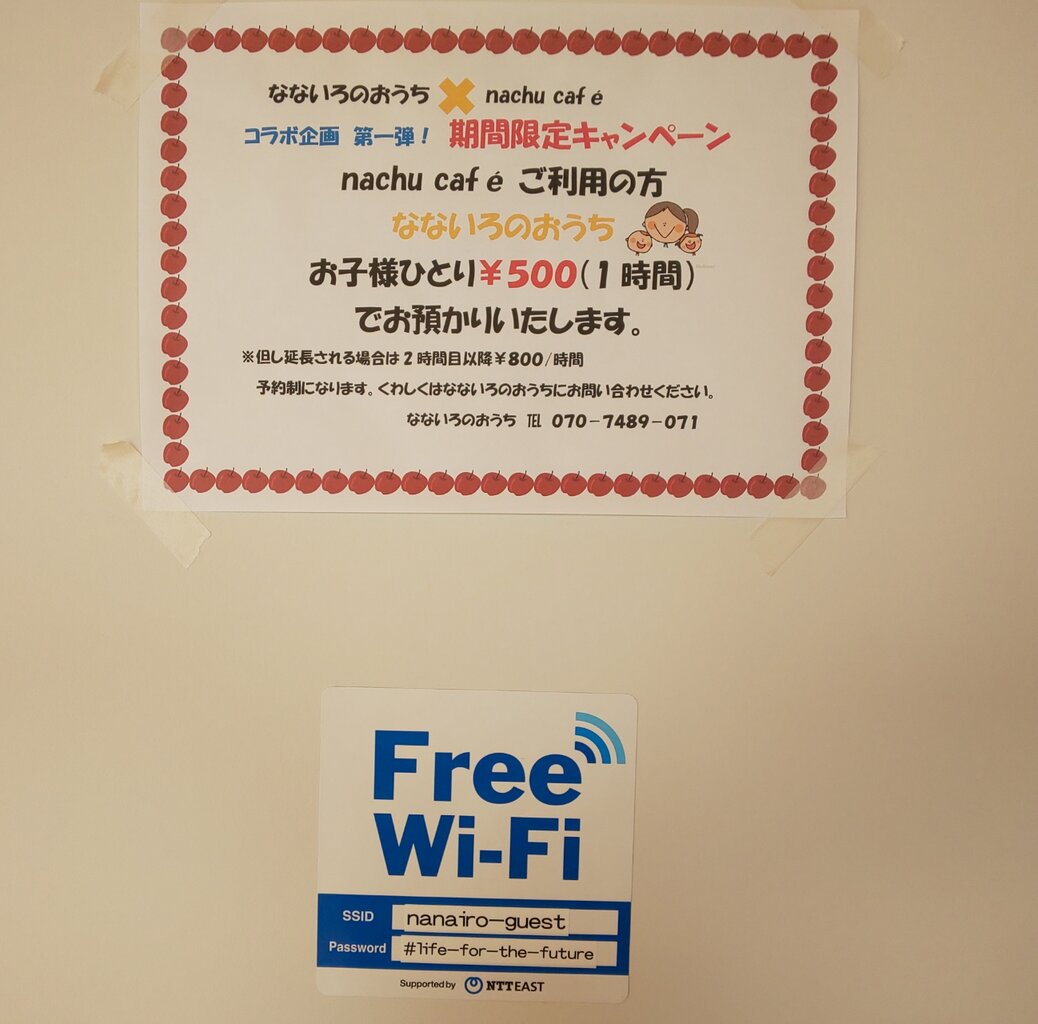 なないろのおうち ✖ nachu café
コラボ企画 第一弾！ 期間限定キャンペーン
nachu café ご利用の方
なないろのおうち
お子様ひとり￥500（1時間）
でお預かりいたします。
※但し延長される場合は2時間目以降￥800/時間
予約制になります。くわしくはなないろのおうちにお問い合わせください。
なないろのおうち ℡ 070－7489－071
Free
Wi-Fi
SSID nanairo-guest
Password #life-for-the-future
Supported by NTT EAST